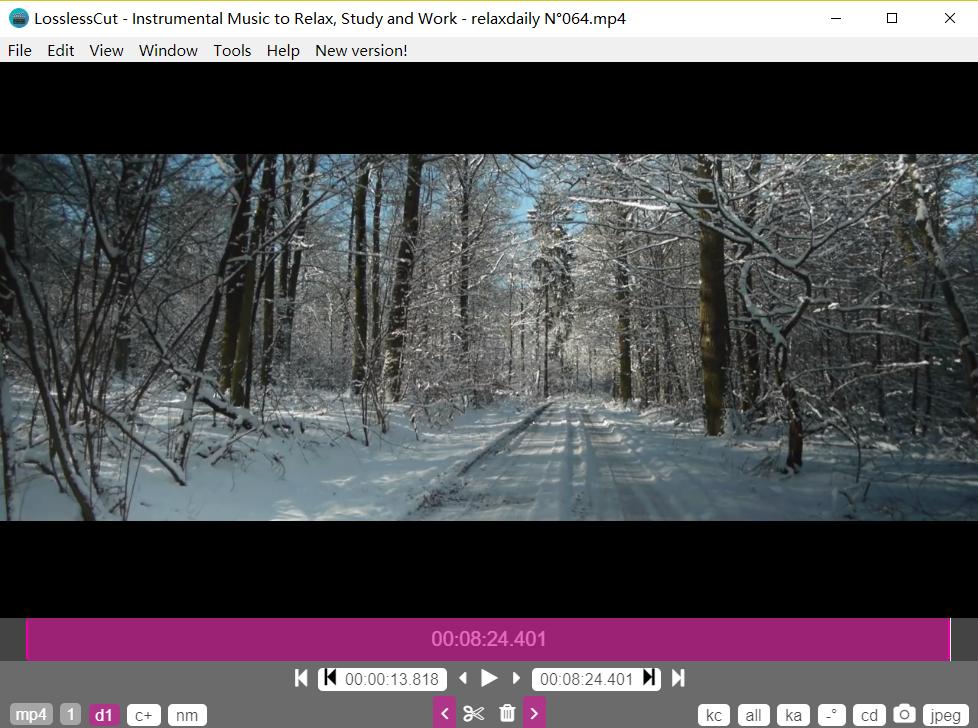 LosslessCut - Instrumental Music to Relax, Study and Work - relaxdaily N°064.mp4
File Edit View Window Tools Help New version!
00:08:24.401
00:00:13.818 00:08:24.401
mp4 1 d1 c+ nm kc all ka -° cd jpeg